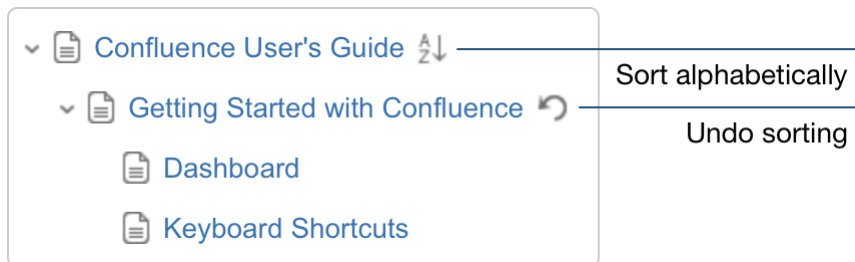 Confluence User's Guide
Sort alphabetically
Getting Started with Confluence
Undo sorting
Dashboard
Keyboard Shortcuts